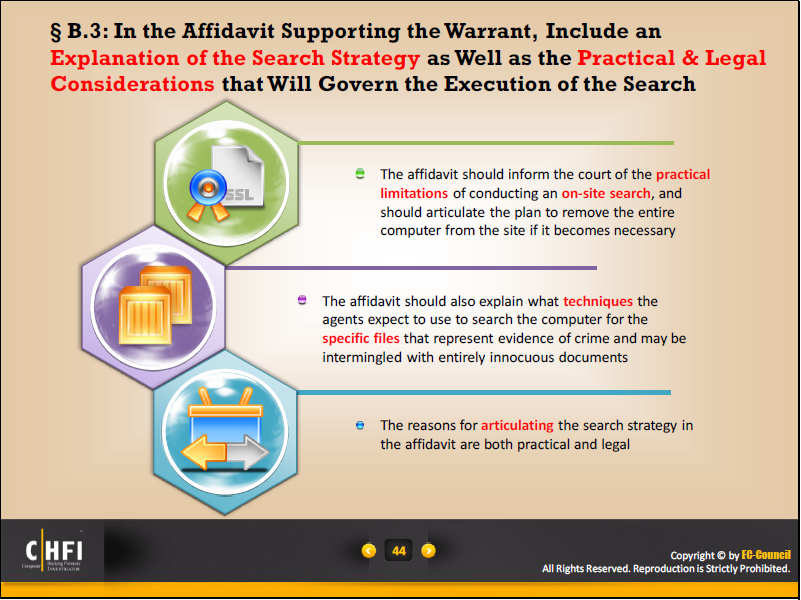 § B.3: In the Affidavit Supporting the Warrant, Include an
Explanation of the Search Strategy as Well as the Practical & Legal
Considerations that Will Govern the Execution of the Search
SSL
The affidavit should inform the court of the practical
limitations of conducting an on-site search, and
should articulate the plan to remove the entire
computer from the site if it becomes necessary
The affidavit should also explain what techniques the
agents expect to use to search the computer for the
specific files that represent evidence of crime and may be
intermingled with entirely innocuous documents
The reasons for articulating the search strategy in
the affidavit are both practical and legal
CHFI
Computer Hacking Forensic
INVESTIGATOR
44
Copyright © by EC-Council
All Rights Reserved. Reproduction is Strictly Prohibited.